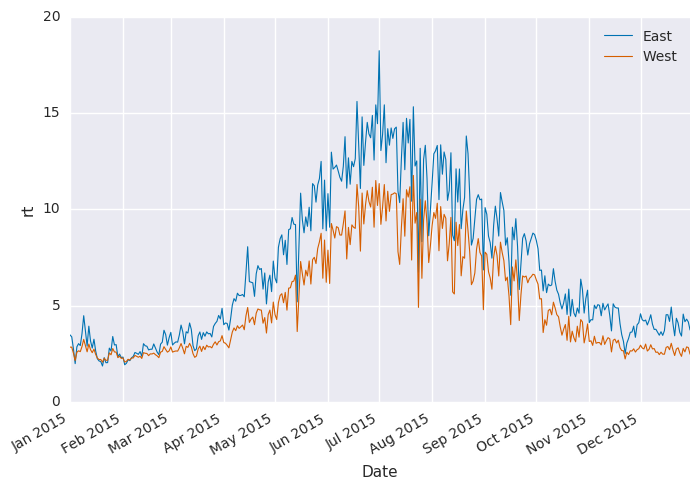 20
East
West
15
rt
10
5
0
Jan 2015
Feb 2015
Mar 2015
Apr 2015
May 2015
Jun 2015
Jul 2015
Aug 2015
Sep 2015
Oct 2015
Nov 2015
Dec 2015
Date